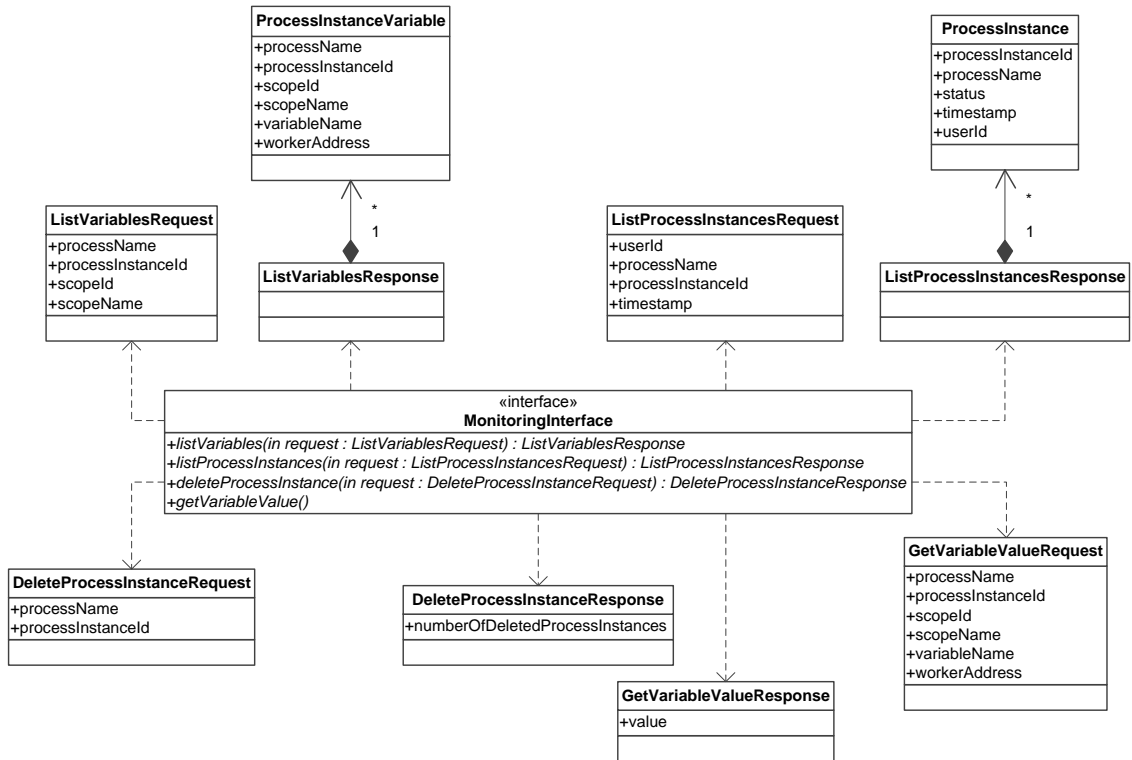 ProcessInstanceVariable
+processName
+processInstanceId
+scopeId
+scopeName
+variableName
+workerAddress
ProcessInstance
+processInstanceId
+processName
+status
+timestamp
+userId
ListVariablesRequest
+processName
+processInstanceId
+scopeId
+scopeName
*
1
ListVariablesResponse
ListProcessInstancesRequest
+userId
+processName
+processInstanceId
+timestamp
*
1
ListProcessInstancesResponse
«interface»
MonitoringInterface
+listVariables(in request : ListVariablesRequest) : ListVariablesResponse
+listProcessInstances(in request : ListProcessInstancesRequest) : ListProcessInstancesResponse
+deleteProcessInstance(in request : DeleteProcessInstanceRequest) : DeleteProcessInstanceResponse
+getVariableValue()
DeleteProcessInstanceRequest
+processName
+processInstanceId
DeleteProcessInstanceResponse
+numberOfDeletedProcessInstances
GetVariableValueResponse
+value
GetVariableValueRequest
+processName
+processInstanceId
+scopeId
+scopeName
+variableName
+workerAddress